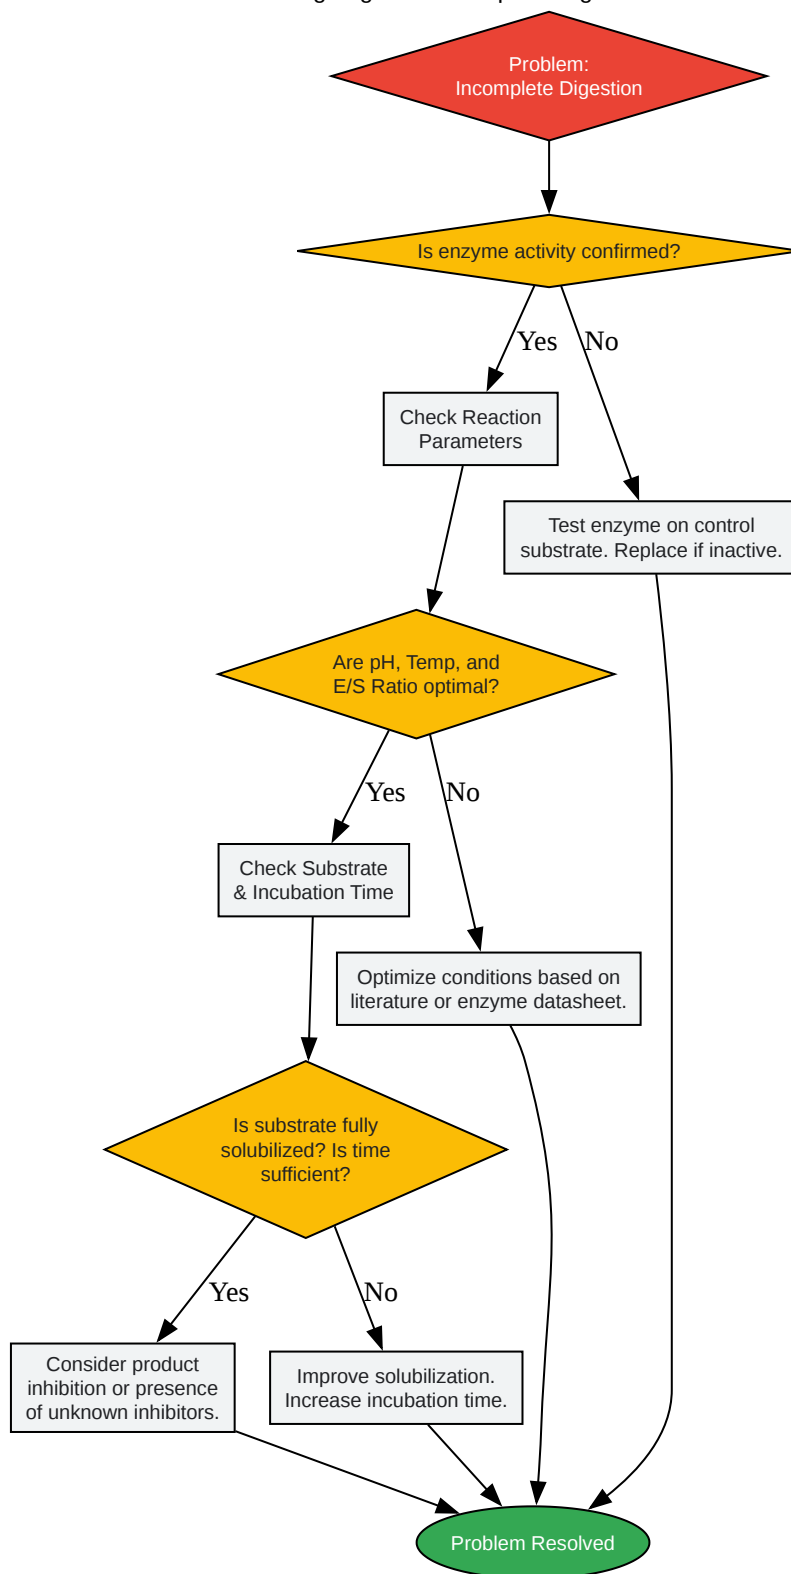 Problem:
Incomplete Digestion
Is enzyme activity confirmed?
Yes
No
Check Reaction
Parameters
Test enzyme on control
substrate. Replace if inactive.
Are pH, Temp, and
E/S Ratio optimal?
Yes
No
Check Substrate
& Incubation Time
Optimize conditions based on
literature or enzyme datasheet.
Is substrate fully
solubilized? Is time
sufficient?
Yes
No
Consider product
inhibition or presence
of unknown inhibitors.
Improve solubilization.
Increase incubation time.
Problem Resolved